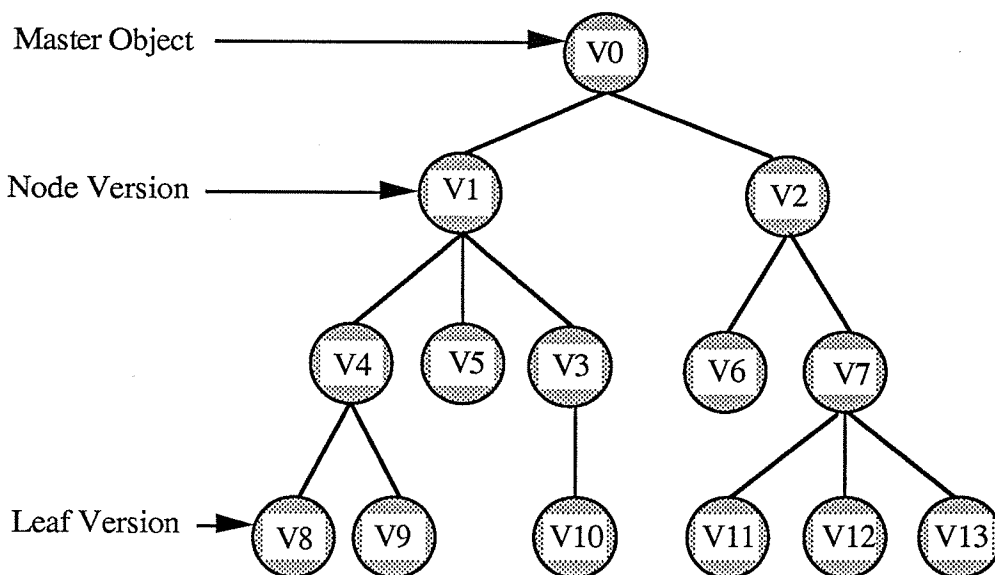 Master Object
V0
Node Version
V1
V2
V4
V5
V3
V6
V7
Leaf Version
V8
V9
V10
V11
V12
V13